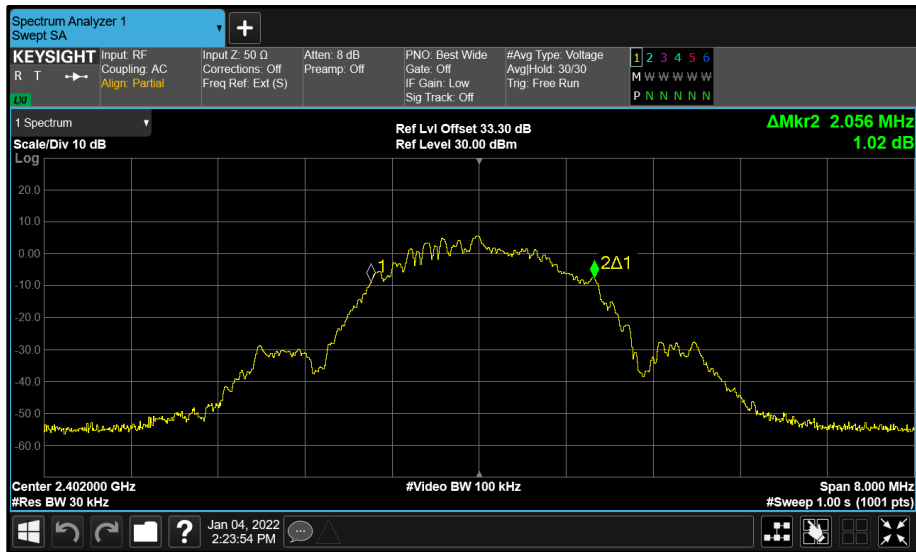 Spectrum Analyzer 1
Swept SA
+
KEYSIGHT
R T
LXI
Input: RF
Coupling: AC
Align: Partial
Input Z: 50 Ω
Corrections: Off
Freq Ref: Ext (S)
Atten: 8 dB
Preamp: Off
PNO: Best Wide
Gate: Off
IF Gain: Low
Sig Track: Off
#Avg Type: Voltage
Avg|Hold: 30/30
Trig: Free Run
1 2 3 4 5 6
M W W W W W
P N N N N N
1 Spectrum
Scale/Div 10 dB
Ref Lvl Offset 33.30 dB
Ref Level 30.00 dBm
ΔMkr2 2.056 MHz
1.02 dB
Log
20.0
10.0
0.00
-10.0
-20.0
-30.0
-40.0
-50.0
-60.0
1
2Δ1
Center 2.402000 GHz
#Res BW 30 kHz
#Video BW 100 kHz
Span 8.000 MHz
#Sweep 1.00 s (1001 pts)
?
Jan 04, 2022
2:23:54 PM